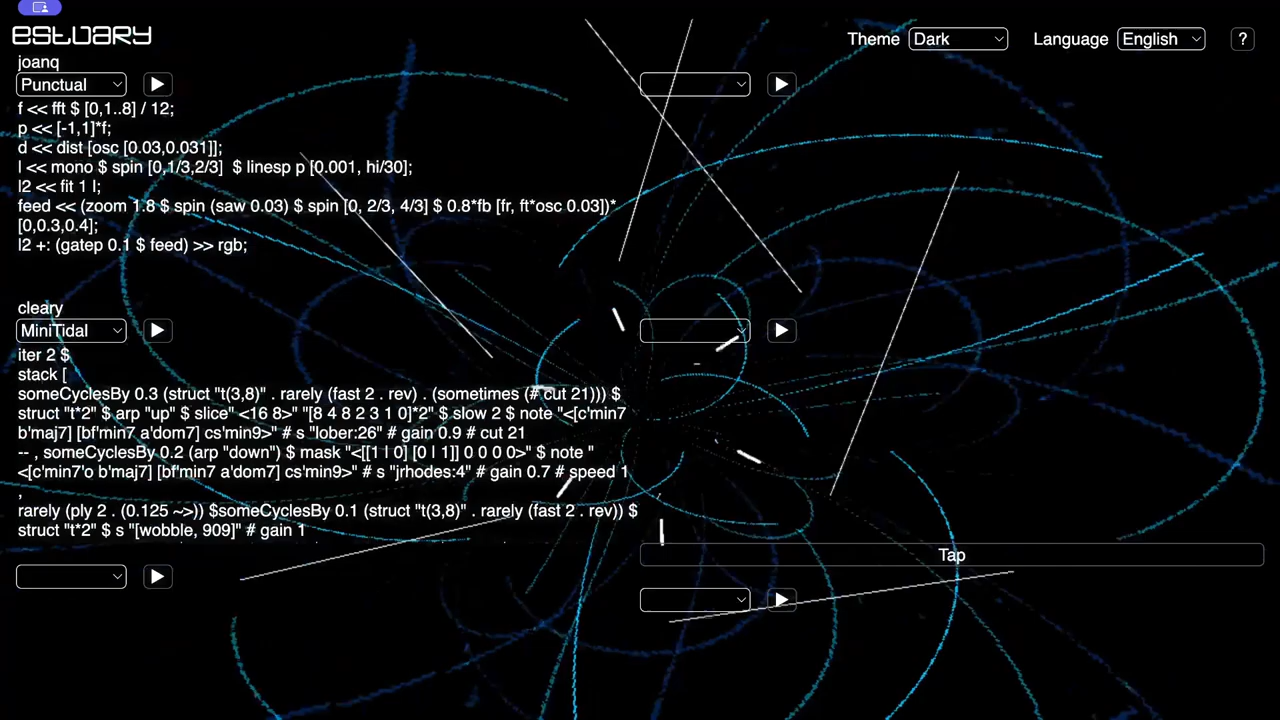 estuary
Theme Dark Language English ?
joanq
Punctual
f << fft $ [0,1..8] / 12;
p << [-1,1]*f;
d << dist [osc [0.03,0.031]];
l << mono $ spin [0,1/3,2/3]  $ linesp p [0.001, hi/30];
l2 << fit 1 l;
feed << (zoom 1.8 $ spin (saw 0.03) $ spin [0, 2/3, 4/3] $ 0.8*fb [fr, ft*osc 0.03])*
[0,0.3,0.4];
l2 +: (gatep 0.1 $ feed) >> rgb;
cleary
MiniTidal
iter 2 $
stack [
someCyclesBy 0.3 (struct "t(3,8)" . rarely (fast 2 . rev) . (sometimes (# cut 21))) $
struct "t*2" $ arp "up" $ slice" <16 8>" "[8 4 8 2 3 1 0]*2" $ slow 2 $ note "<[c'min7
b'maj7] [bf'min7 a'dom7] cs'min9>" # s "lober:26" # gain 0.9 # cut 21
-- , someCyclesBy 0.2 (arp "down") $ mask "<[[1 | 0] [0 | 1]] 0 0 0 0>" $ note "
<[c'min7'o b'maj7] [bf'min7 a'dom7] cs'min9>" # s "jrhodes:4" # gain 0.7 # speed 1
,
rarely (ply 2 . (0.125 ~>)) $someCyclesBy 0.1 (struct "t(3,8)" . rarely (fast 2 . rev)) $
struct "t*2" $ s "[wobble, 909]" # gain 1
Tap